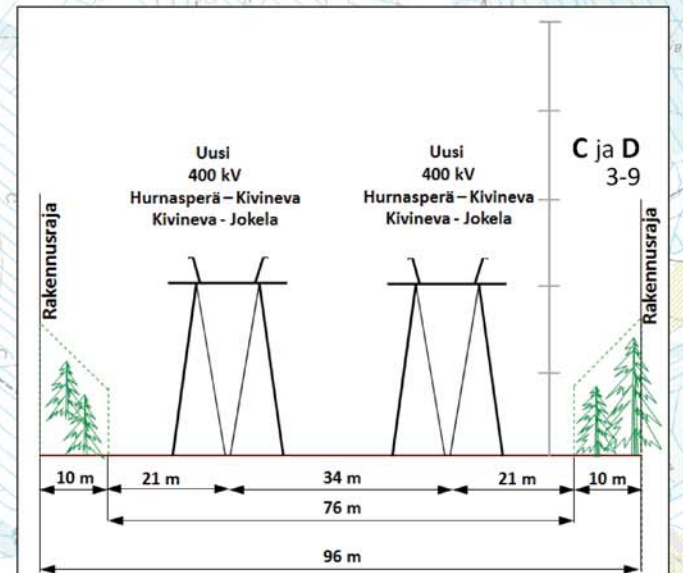 Uusi
400 kV
Hurnasperä – Kivineva
Kivineva - Jokela
Uusi
400 kV
Hurnasperä – Kivineva
Kivineva - Jokela
C ja D
3-9
Rakennusraja
Rakennusraja
10 m
21 m
34 m
21 m
10 m
76 m
96 m